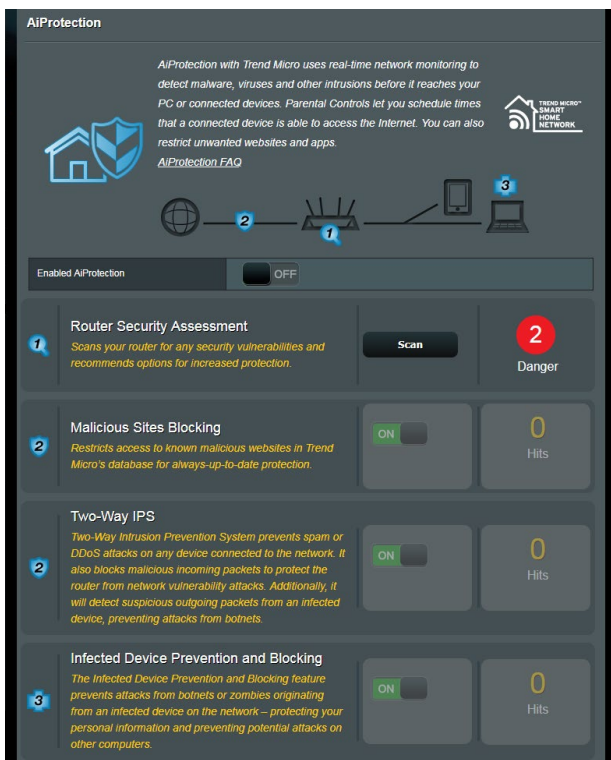 AiProtection
AiProtection with Trend Micro uses real-time network monitoring to
detect malware, viruses and other intrusions before it reaches your
PC or connected devices. Parental Controls let you schedule times
that a connected device is able to access the Internet. You can also
restrict unwanted websites and apps.
AiProtection FAQ
TREND MICRO™
SMART
HOME
NETWORK
3
2
1
Enabled AiProtection
OFF
1
Router Security Assessment
Scans your router for any security vulnerabilities and
recommends options for increased protection.
Scan
2
Danger
2
Malicious Sites Blocking
Restricts access to known malicious websites in Trend
Micro's database for always-up-to-date protection.
ON
0
Hits
2
Two-Way IPS
Two-Way Intrusion Prevention System prevents spam or
DDoS attacks on any device connected to the network. It
also blocks malicious incoming packets to protect the
router from network vulnerability attacks. Additionally, it
will detect suspicious outgoing packets from an infected
device, preventing attacks from botnets.
ON
0
Hits
3
Infected Device Prevention and Blocking
The Infected Device Prevention and Blocking feature
prevents attacks from botnets or zombies originating
from an infected device on the network – protecting your
personal information and preventing potential attacks on
other computers.
ON
0
Hits